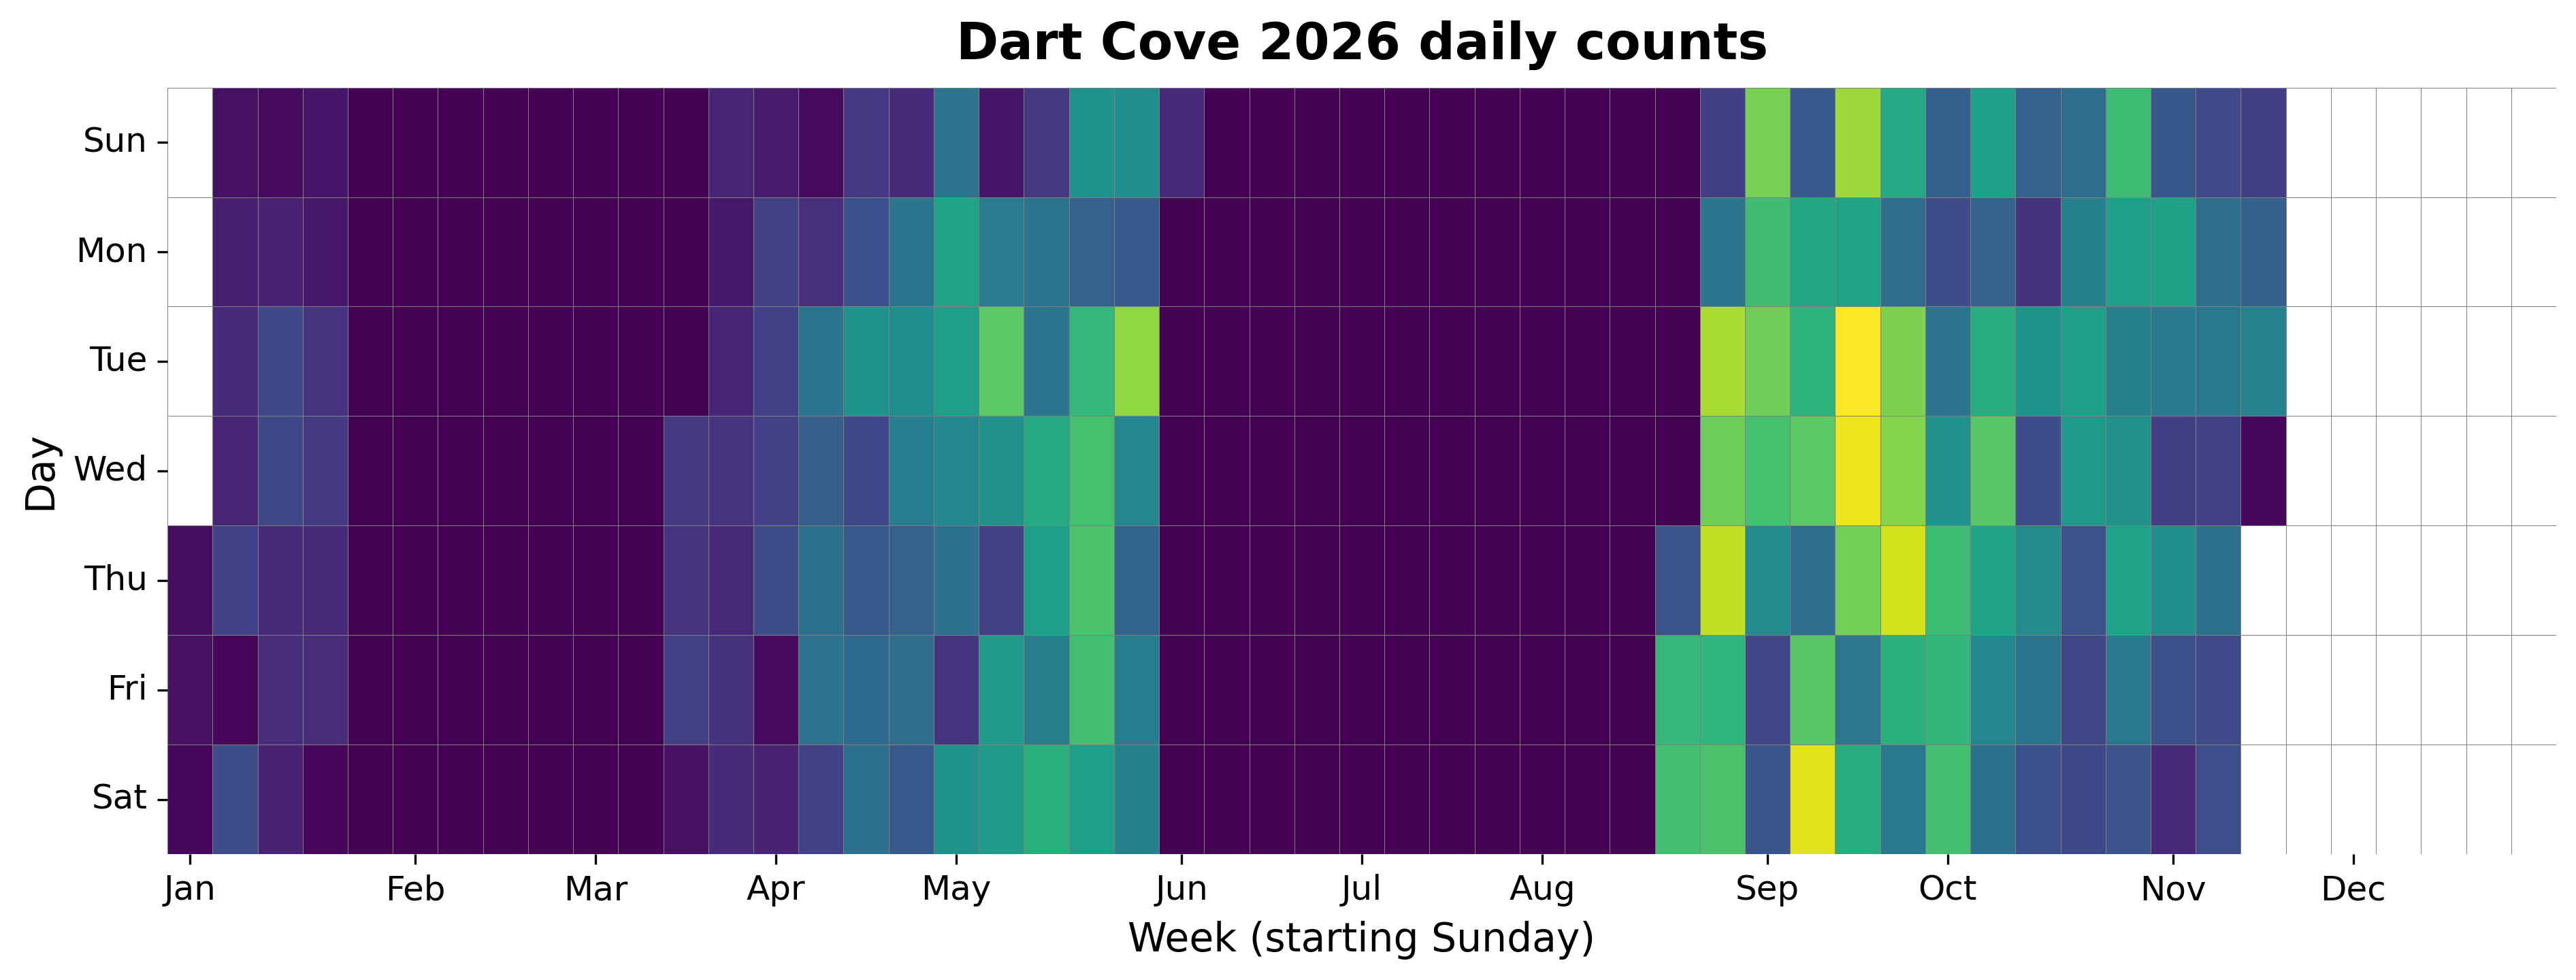 Dart Cove 2026 daily counts
Day
Sun
Mon
Tue
Wed
Thu
Fri
Sat
Jan Feb Mar Apr May Jun Jul Aug Sep Oct Nov Dec
Week (starting Sunday)